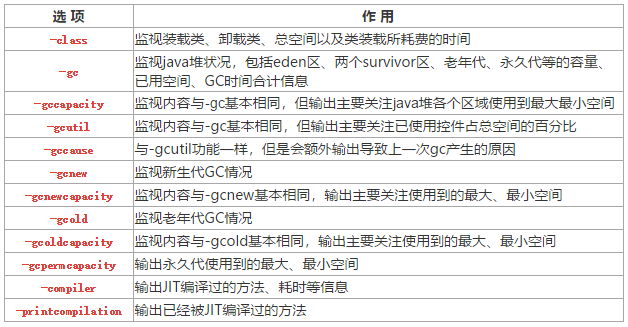 选 项 作 用
-class 监视装载类、卸载类、总空间以及类装载所耗费的时间
-gc 监视java堆状况，包括eden区、两个survivor区、老年代、永久代等的容量、
已用空间、GC时间合计信息
-gccapacity 监视内容与-gc基本相同，但输出主要关注java堆各个区域使用到最大最小空间
-gcutil 监视内容与-gc基本相同，但输出主要关注已使用控件占总空间的百分比
-gccause 与-gcutil功能一样，但是会额外输出导致上一次gc产生的原因
-gcnew 监视新生代GC情况
-gcnewcapacity 监视内容与-gcnew基本相同，输出主要关注使用到的最大、最小空间
-gcold 监视老年代GC情况
-gcoldcapacity 监视内容与-gcold基本相同，输出主要关注使用到的最大、最小空间
-gcpermcapacity 输出永久代使用到的最大、最小空间
-compiler 输出JIT编译过的方法、耗时等信息
-printcompilation 输出已经被JIT编译过的方法